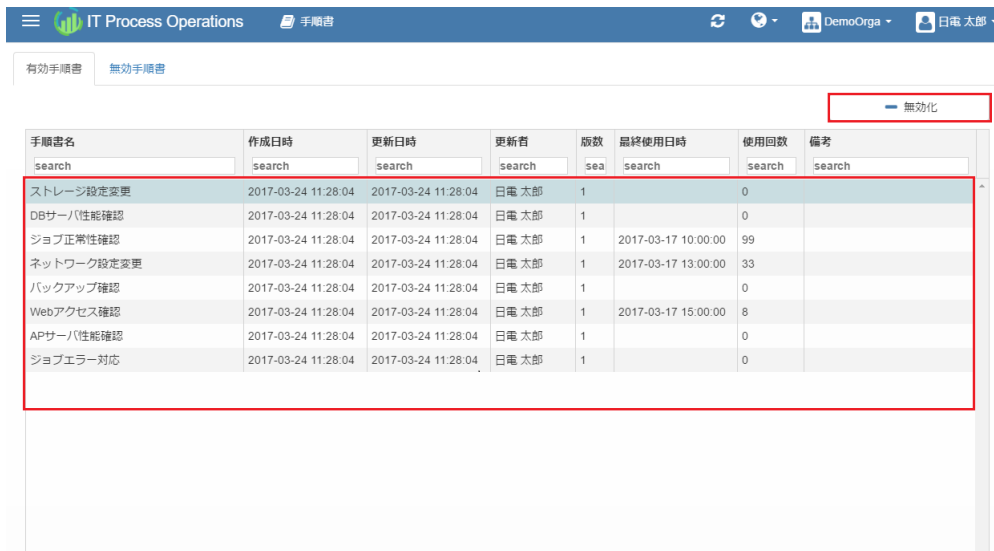 IT Process Operations 手順書 DemoOrga 日電 太郎
有効手順書 無効手順書
無効化
手順書名 作成日時 更新日時 更新者 版数 最終使用日時 使用回数 備考
search search search search sea search search search
ストレージ設定変更 2017-03-24 11:28:04 2017-03-24 11:28:04 日電 太郎 1 0
DBサーバ性能確認 2017-03-24 11:28:04 2017-03-24 11:28:04 日電 太郎 1 0
ジョブ正常性確認 2017-03-24 11:28:04 2017-03-24 11:28:04 日電 太郎 1 2017-03-17 10:00:00 99
ネットワーク設定変更 2017-03-24 11:28:04 2017-03-24 11:28:04 日電 太郎 1 2017-03-17 13:00:00 33
バックアップ確認 2017-03-24 11:28:04 2017-03-24 11:28:04 日電 太郎 1 0
Webアクセス確認 2017-03-24 11:28:04 2017-03-24 11:28:04 日電 太郎 1 2017-03-17 15:00:00 8
APサーバ性能確認 2017-03-24 11:28:04 2017-03-24 11:28:04 日電 太郎 1 0
ジョブエラー対応 2017-03-24 11:28:04 2017-03-24 11:28:04 日電 太郎 1 0